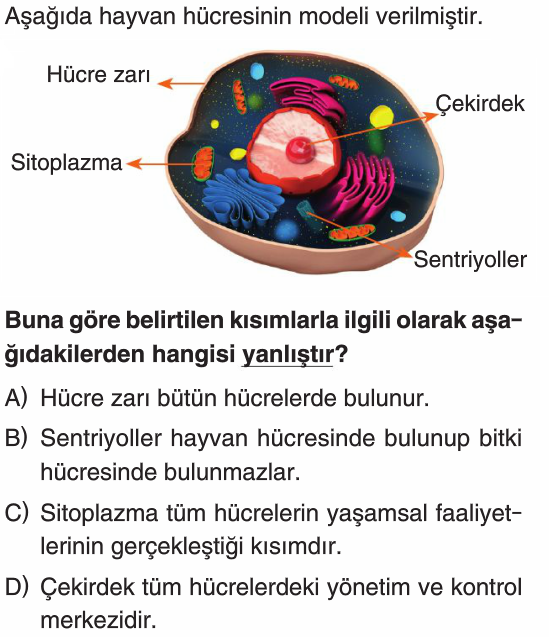 Aşağıda hayvan hücresinin modeli verilmiştir.
Hücre zarı
Çekirdek
Sitoplazma
Sentriyoller
Buna göre belirtilen kısımlarla ilgili olarak aşa-
ğıdakilerden hangisi yanlıştır?
A) Hücre zarı bütün hücrelerde bulunur.
B) Sentriyoller hayvan hücresinde bulunup bitki
hücresinde bulunmazlar.
C) Sitoplazma tüm hücrelerin yaşamsal faaliyet-
lerinin gerçekleştiği kısımdır.
D) Çekirdek tüm hücrelerdeki yönetim ve kontrol
merkezidir.